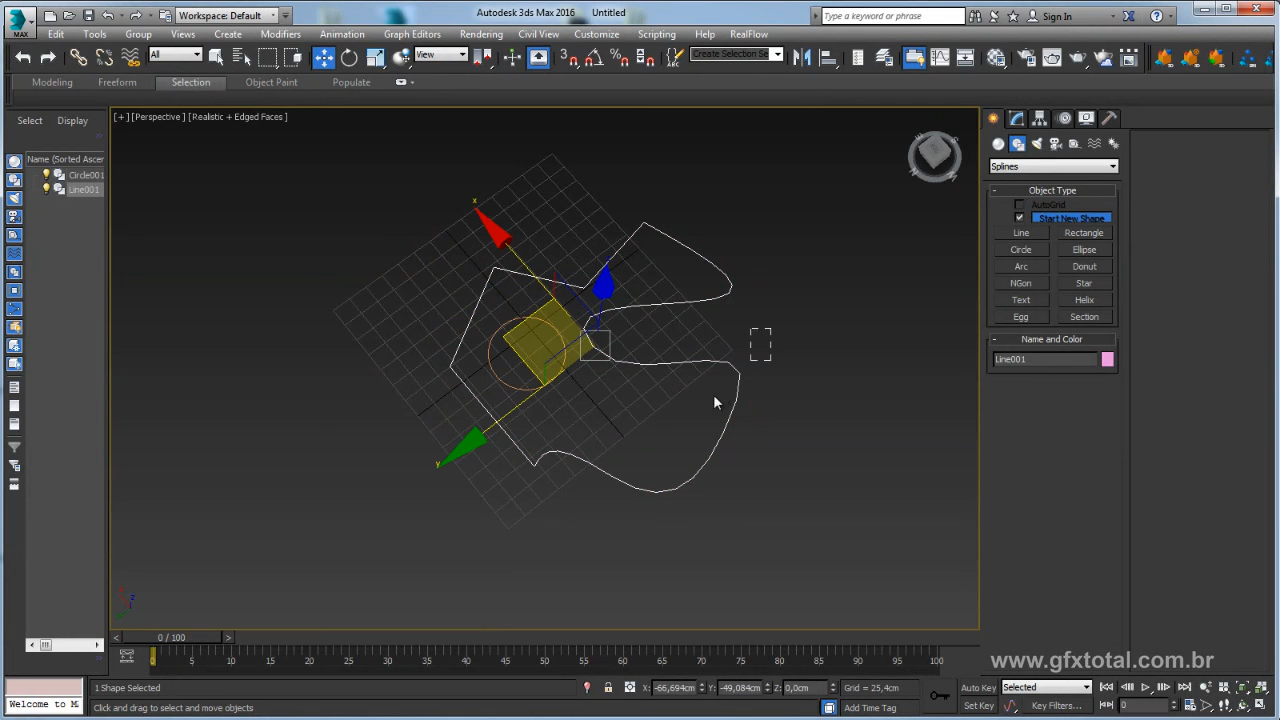 Workspace: Default
Autodesk 3ds Max 2016
Untitled
Type a keyword or phrase
Sign In
MAX
Edit
Tools
Group
Views
Create
Modifiers
Animation
Graph Editors
Rendering
Civil View
Customize
Scripting
Help
RealFlow
All
View
Create Selection Se
Modeling
Freeform
Selection
Object Paint
Populate
Select
Display
Name (Sorted Ascer
Circle001
Line001
[+] [Perspective] [Realistic + Edged Faces]
x
y
Splines
- Object Type
AutoGrid
Start New Shape
Line
Rectangle
Circle
Ellipse
Arc
Donut
NGon
Star
Text
Helix
Egg
Section
- Name and Color
Line001
z
< 0 / 100 >
0 5 10 15 20 25 30 35 40 45 50 55 60 65 70 75 80 85 90 95 100
www.gfxtotal.com.br
1 Shape Selected
X: -66,694cm
Y: -49,084cm
Z: 0,0cm
Grid = 25,4cm
Auto Key
Selected
Welcome to M
Click and drag to select and move objects
Add Time Tag
Set Key
Key Filters...
0